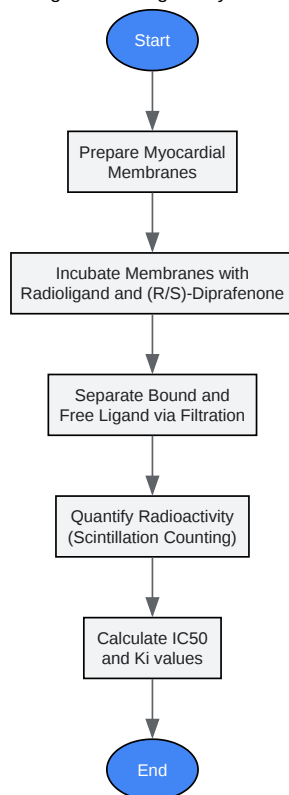 Start
Prepare Myocardial
Membranes
Incubate Membranes with
Radioligand and (R/S)-Diprafenone
Separate Bound and
Free Ligand via Filtration
Quantify Radioactivity
(Scintillation Counting)
Calculate IC50
and Ki values
End